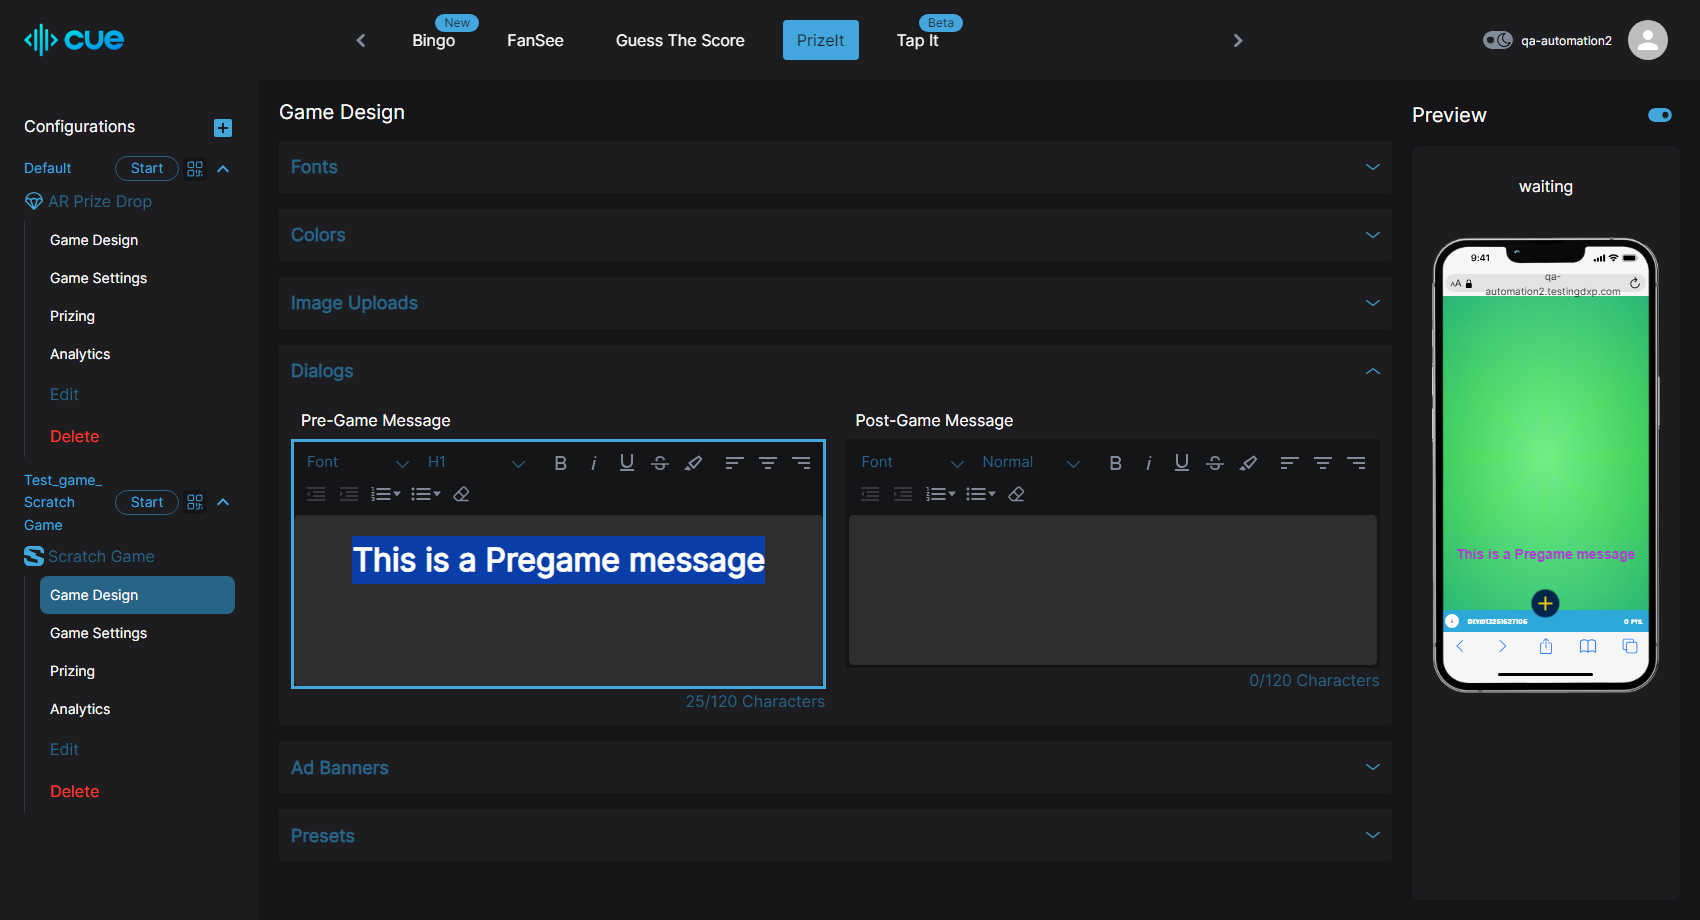 cue
New
Bingo
FanSee
Guess The Score
PrizeIt
Beta
Tap It
qa-automation2
Configurations
Default
Start
AR Prize Drop
Game Design
Game Settings
Prizing
Analytics
Edit
Delete
Test_game_
Scratch
Game
Start
Scratch Game
Game Design
Game Settings
Prizing
Analytics
Edit
Delete
Game Design
Fonts
Colors
Image Uploads
Dialogs
Pre-Game Message
Font
H1
This is a Pregame message
25/120 Characters
Post-Game Message
Font
Normal
0/120 Characters
Ad Banners
Presets
Preview
waiting
9:41
AA
qa-
automation2.testingdxp.com
This is a Pregame message
0 PTS.